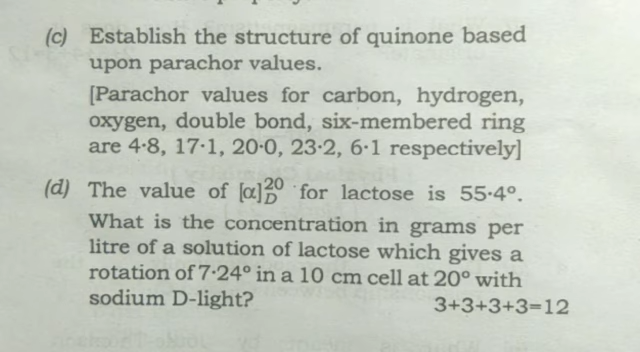 (c) Establish the structure of quinone based
upon parachor values.
[Parachor values for carbon, hydrogen,
oxygen, double bond, six-membered ring
are 4·8, 17·1, 20·0, 23·2, 6·1 respectively]
(d) The value of [α]²⁰_D for lactose is 55·4°.
What is the concentration in grams per
litre of a solution of lactose which gives a
rotation of 7·24° in a 10 cm cell at 20° with
sodium D-light? 3+3+3+3=12